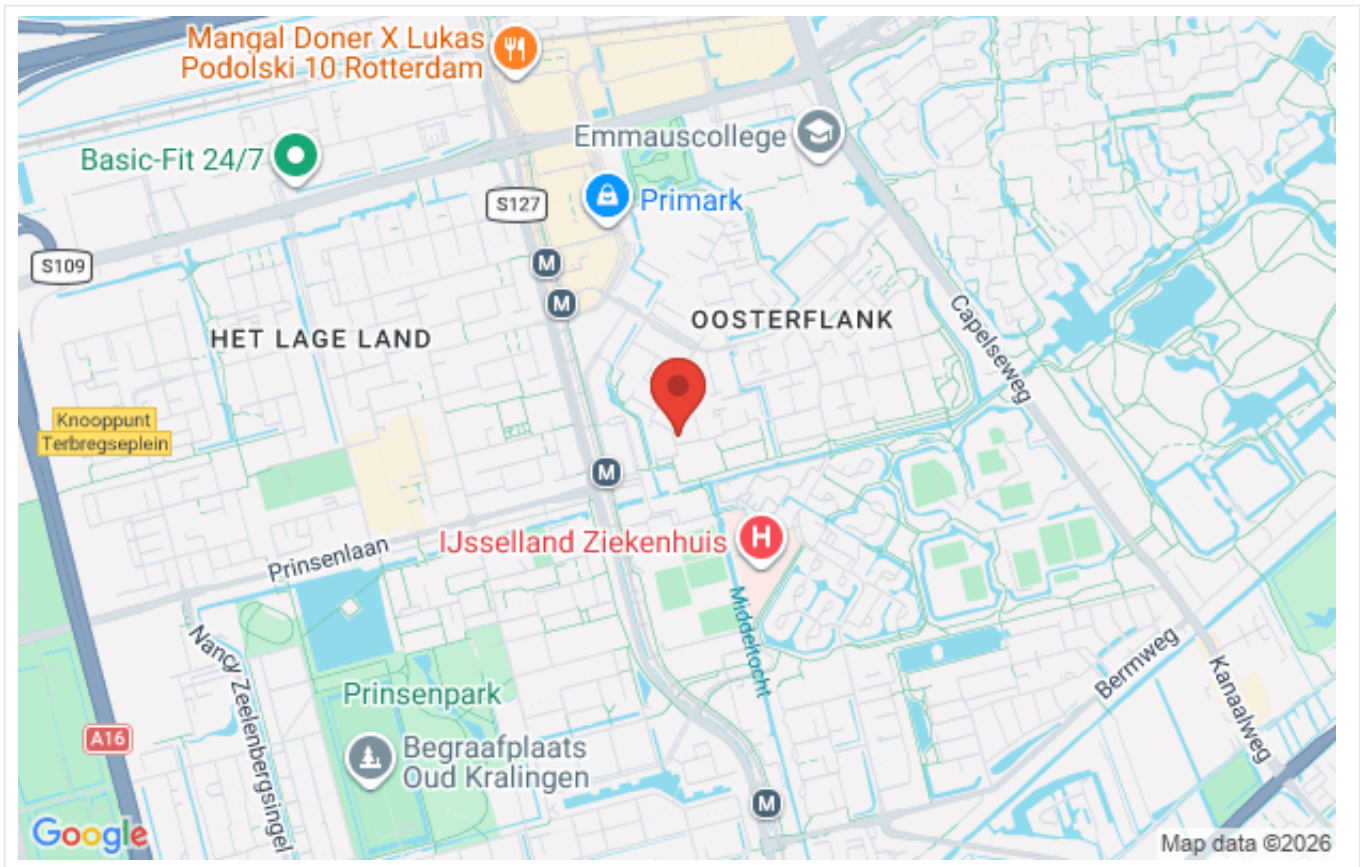 Mangal Doner X Lukas
Podolski 10 Rotterdam
Emmauscollege
Basic-Fit 24/7
Primark
S127
M
S109
M
Capelseweg
OOSTERFLANK
HET LAGE LAND
Knooppunt
Terbregseplein
M
IJsselland Ziekenhuis
H
Prinsenlaan
Middeltocht
Nancy Zeelenbergsingel
Bermweg
Kanaalweg
Prinsenpark
A16
Begraafplaats
Oud Kralingen
M
Google
Map data ©2026